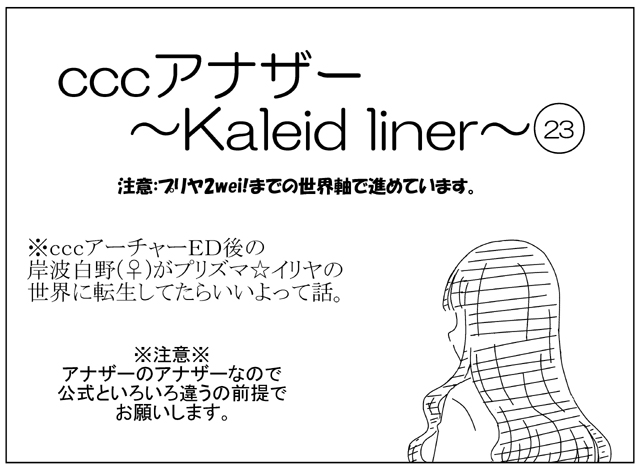 cccアナザー
～Kaleid liner～㉓
注意:プリヤ2wei!までの世界軸で進めています。
※cccアーチャーED後の
岸波白野(♀)がプリズマ☆イリヤの
世界に転生してたらいいよって話。
※注意※
アナザーのアナザーなので
公式といろいろ違うの前提で
お願いします。